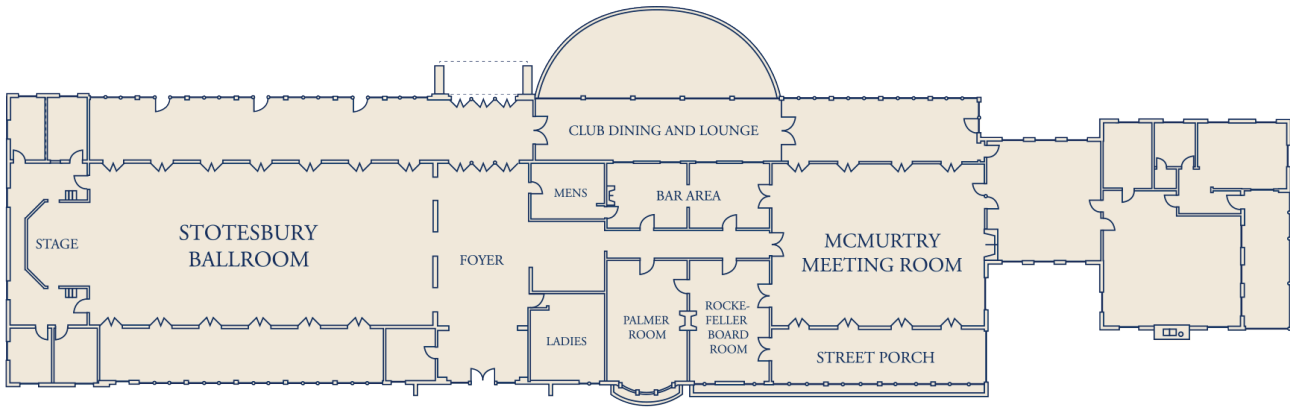 CLUB DINING AND LOUNGE
MENS
BAR AREA
STAGE
STOTESBURY
BALLROOM
FOYER
MCMURTRY
MEETING ROOM
LADIES
PALMER
ROOM
ROCKE-
FELLER
BOARD
ROOM
STREET PORCH